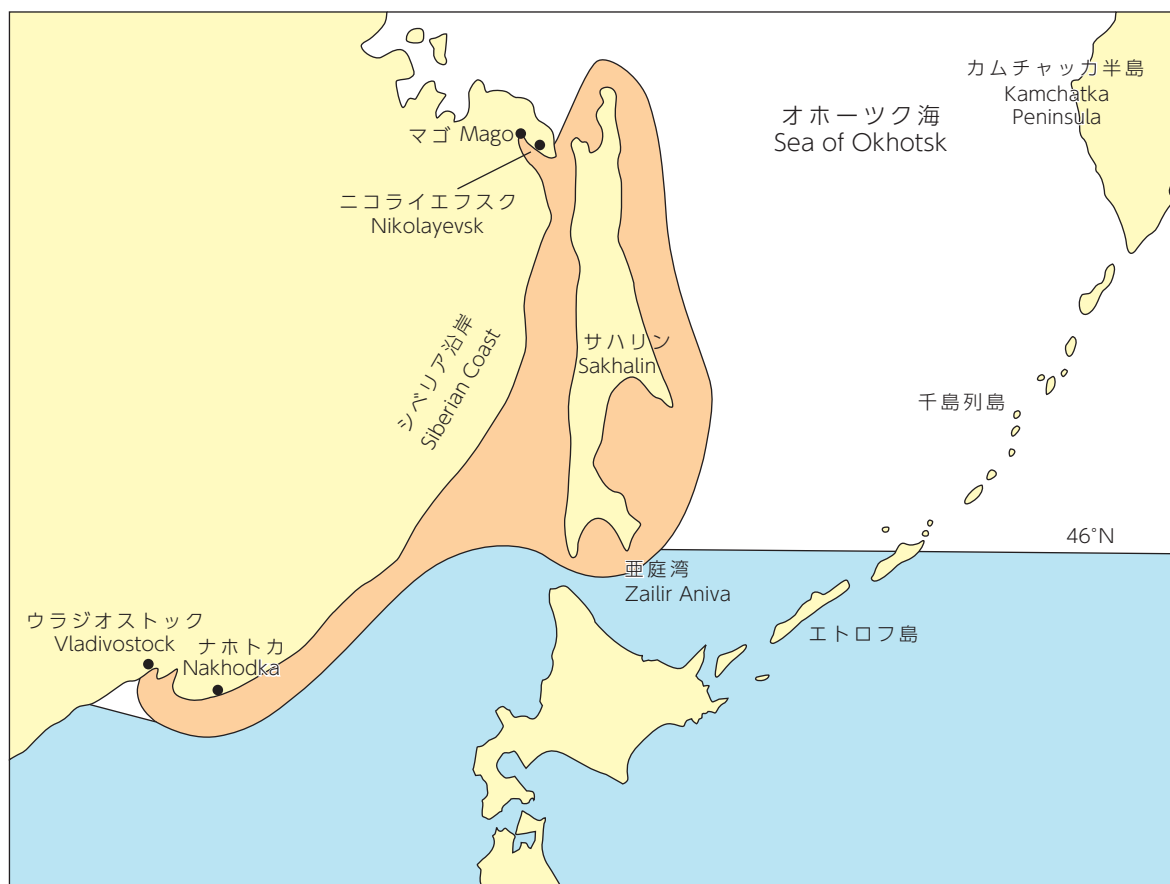 カムチャッカ半島
Kamchatka
Peninsula
オホーツク海
Sea of Okhotsk
マゴ Mago
ニコライエフスク
Nikolayevsk
シベリア沿岸
Siberian Coast
サハリン
Sakhalin
千島列島
46°N
亜庭湾
Zailir Aniva
エトロフ島
ウラジオストック
Vladivostock
ナホトカ
Nakhodka